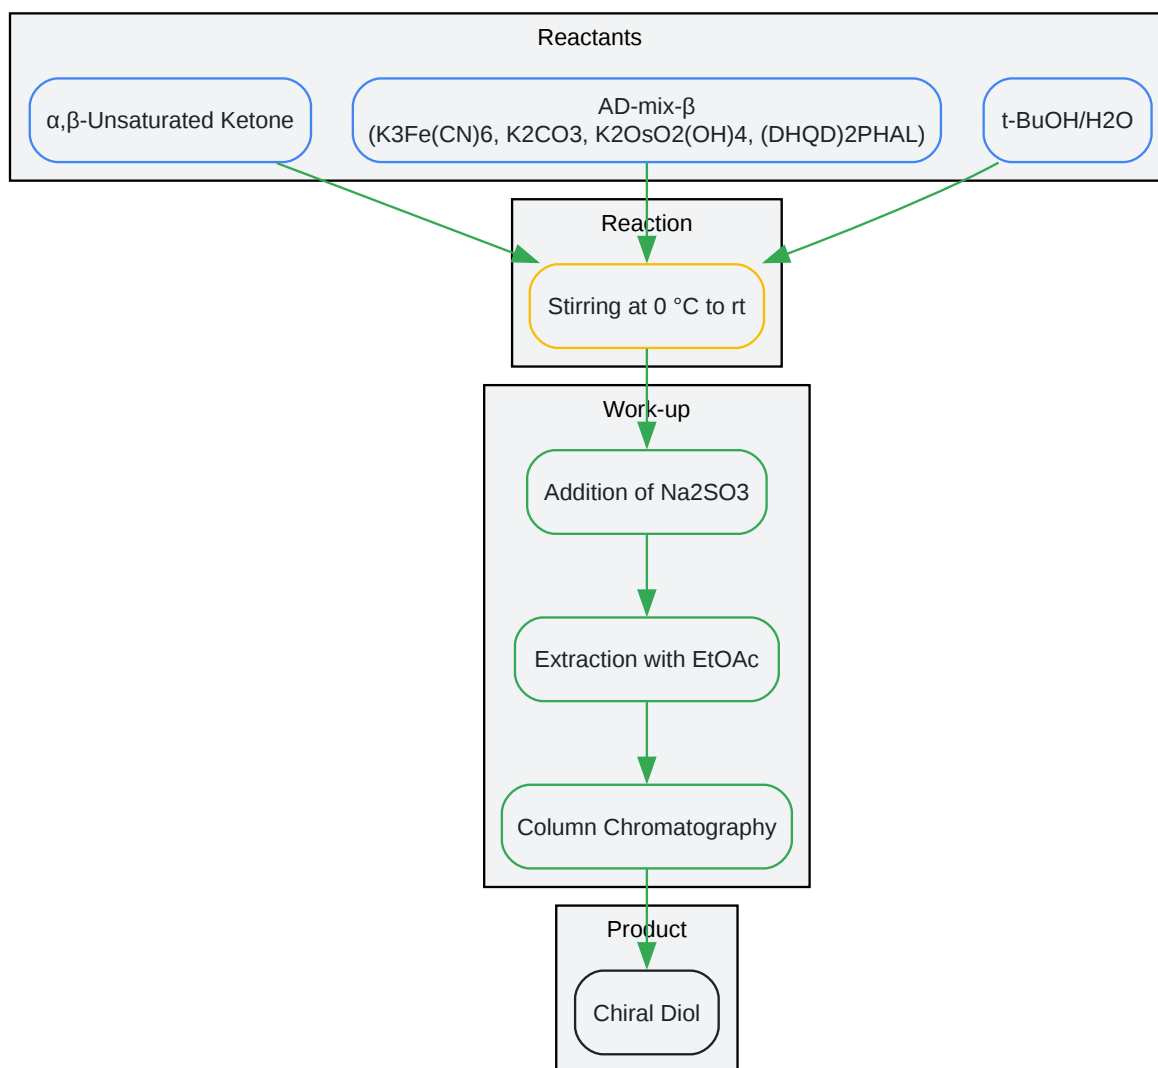 Reactants
α,β-Unsaturated Ketone
AD-mix-β
(K3Fe(CN)6, K2CO3, K2OsO2(OH)4, (DHQD)2PHAL)
t-BuOH/H2O
Reaction
Stirring at 0 °C to rt
Work-up
Addition of Na2SO3
Extraction with EtOAc
Column Chromatography
Product
Chiral Diol